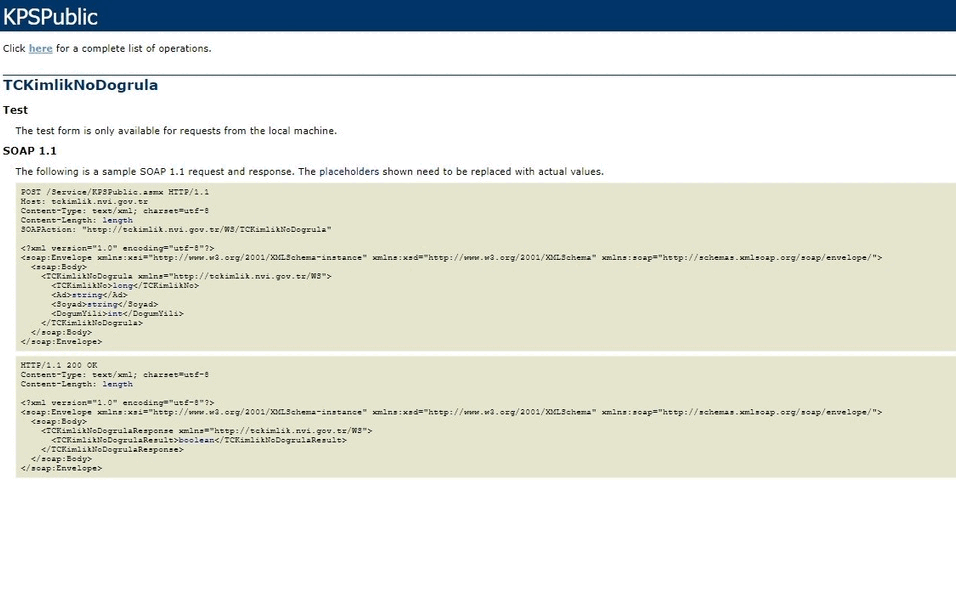 KPSPublic
Click here for a complete list of operations.
TCKimlikNoDogrula
Test
The test form is only available for requests from the local machine.
SOAP 1.1
The following is a sample SOAP 1.1 request and response. The placeholders shown need to be replaced with actual values.
POST /Service/KPSPublic.asmx HTTP/1.1
Host: tckimlik.nvi.gov.tr
Content-Type: text/xml; charset=utf-8
Content-Length: length
SOAPAction: "http://tckimlik.nvi.gov.tr/WS/TCKimlikNoDogrula"
<?xml version="1.0" encoding="utf-8"?>
<soap:Envelope xmlns:xsi="http://www.w3.org/2001/XMLSchema-instance" xmlns:xsd="http://www.w3.org/2001/XMLSchema" xmlns:soap="http://schemas.xmlsoap.org/soap/envelope/">
<soap:Body>
<TCKimlikNoDogrula xmlns="http://tckimlik.nvi.gov.tr/WS">
<TCKimlikNo>long</TCKimlikNo>
<Ad>string</Ad>
<Soyad>string</Soyad>
<DogumYili>int</DogumYili>
</TCKimlikNoDogrula>
</soap:Body>
</soap:Envelope>
HTTP/1.1 200 OK
Content-Type: text/xml; charset=utf-8
Content-Length: length
<?xml version="1.0" encoding="utf-8"?>
<soap:Envelope xmlns:xsi="http://www.w3.org/2001/XMLSchema-instance" xmlns:xsd="http://www.w3.org/2001/XMLSchema" xmlns:soap="http://schemas.xmlsoap.org/soap/envelope/">
<soap:Body>
<TCKimlikNoDogrulaResponse xmlns="http://tckimlik.nvi.gov.tr/WS">
<TCKimlikNoDogrulaResult>boolean</TCKimlikNoDogrulaResult>
</TCKimlikNoDogrulaResponse>
</soap:Body>
</soap:Envelope>